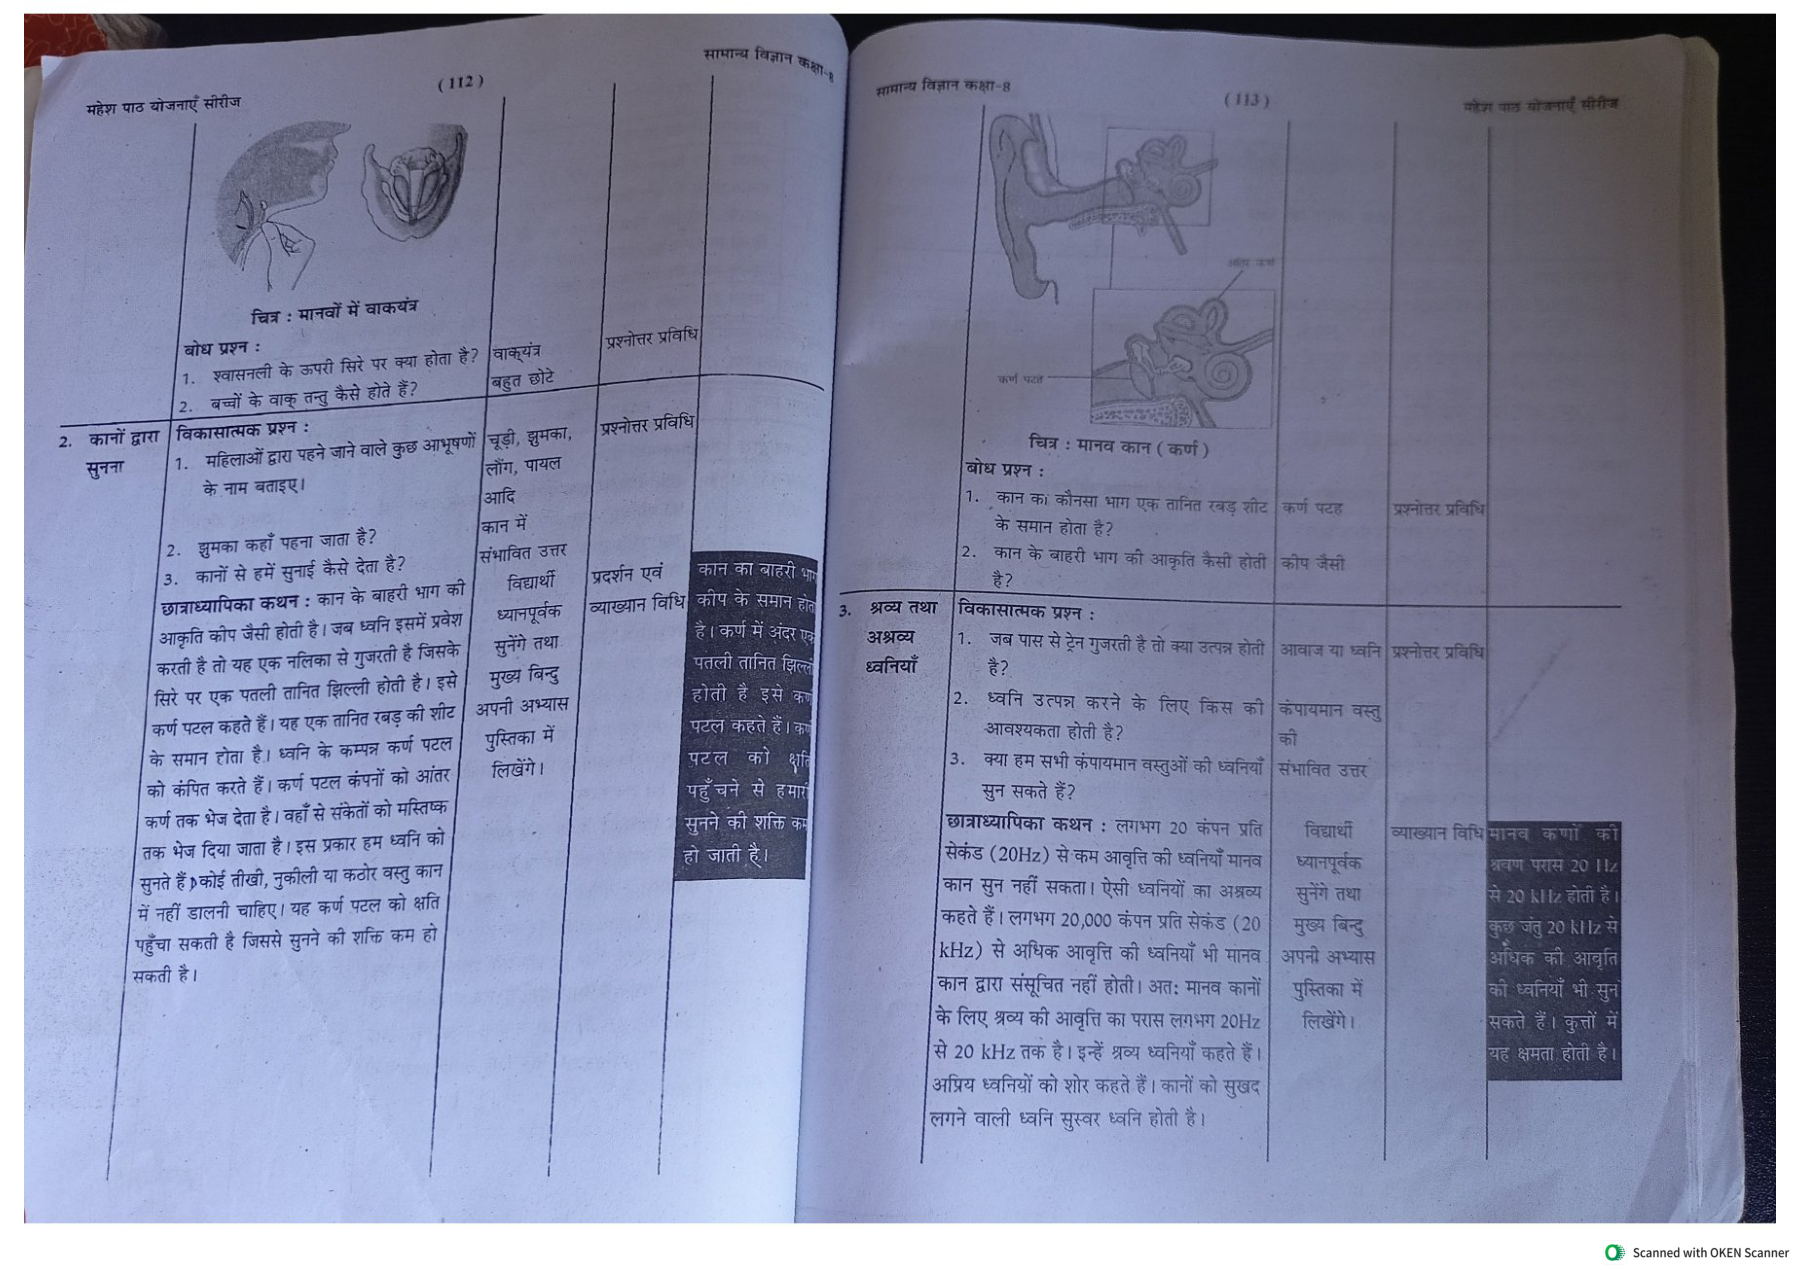 महेश पाठ योजनाएँ सीरीज
(112)
सामान्य विज्ञान कक्षा-8
चित्र : मानवों में वाकयंत्र
बोध प्रश्न :
1. श्वासनली के ऊपरी सिरे पर क्या होता है?
वाक्‌यंत्र
प्रश्नोत्तर प्रविधि
2. बच्चों के वाक् तन्तु कैसे होते हैं?
बहुत छोटे
2. कानों द्वारा
सुनना
विकासात्मक प्रश्न :
1. महिलाओं द्वारा पहने जाने वाले कुछ आभूषणों
के नाम बताइए।
2. झुमका कहाँ पहना जाता है?
3. कानों से हमें सुनाई कैसे देता है?
छात्राध्यापिका कथन : कान के बाहरी भाग की
आकृति कीप जैसी होती है। जब ध्वनि इसमें प्रवेश
करती है तो यह एक नलिका से गुजरती है जिसके
सिरे पर एक पतली तानित झिल्ली होती है। इसे
कर्ण पटल कहते हैं। यह एक तानित रबड़ की शीट
के समान होता है। ध्वनि के कम्पन्न कर्ण पटल
को कंपित करते हैं। कर्ण पटल कंपनों को आंतर
कर्ण तक भेज देता है। वहाँ से संकेतों को मस्तिष्क
तक भेज दिया जाता है। इस प्रकार हम ध्वनि को
सुनते हैं। कोई तीखी, नुकीली या कठोर वस्तु कान
में नहीं डालनी चाहिए। यह कर्ण पटल को क्षति
पहुँचा सकती है जिससे सुनने की शक्ति कम हो
सकती है।
चूड़ी, झुमका,
लौंग, पायल
आदि
कान में
संभावित उत्तर
विद्यार्थी
ध्यानपूर्वक
सुनेंगे तथा
मुख्य बिन्दु
अपनी अभ्यास
पुस्तिका में
लिखेंगे।
प्रश्नोत्तर प्रविधि
प्रदर्शन एवं
व्याख्यान विधि
कान का बाहरी भाग
कीप के समान होता
है। कर्ण में अंदर एक
पतली तानित झिल्ली
होती है इसे कर्ण
पटल कहते हैं। कर्ण
पटल को क्षति
पहुँचने से हमारी
सुनने की शक्ति कम
हो जाती है।
सामान्य विज्ञान कक्षा-8
(113)
महेश पाठ योजनाएँ सीरीज
कर्ण पटह
चित्र : मानव कान ( कर्ण )
बोध प्रश्न :
1. कान का कौनसा भाग एक तानित रबड़ शीट
के समान होता है?
कर्ण पटह
प्रश्नोत्तर प्रविधि
2. कान के बाहरी भाग की आकृति कैसी होती
है?
कीप जैसी
3. श्रव्य तथा
अश्रव्य
ध्वनियाँ
विकासात्मक प्रश्न :
1. जब पास से ट्रेन गुजरती है तो क्या उत्पन्न होती
है?
2. ध्वनि उत्पन्न करने के लिए किस की
आवश्यकता होती है?
3. क्या हम सभी कंपायमान वस्तुओं की ध्वनियाँ
सुन सकते हैं?
छात्राध्यापिका कथन : लगभग 20 कंपन प्रति
सेकंड (20Hz) से कम आवृत्ति की ध्वनियाँ मानव
कान सुन नहीं सकता। ऐसी ध्वनियों का अश्रव्य
कहते हैं। लगभग 20,000 कंपन प्रति सेकंड (20
kHz) से अधिक आवृत्ति की ध्वनियाँ भी मानव
कान द्वारा संसूचित नहीं होती। अतः मानव कानों
के लिए श्रव्य की आवृत्ति का परास लगभग 20Hz
से 20 kHz तक है। इन्हें श्रव्य ध्वनियाँ कहते हैं।
अप्रिय ध्वनियों को शोर कहते हैं। कानों को सुखद
लगने वाली ध्वनि सुस्वर ध्वनि होती है।
आवाज या ध्वनि
कंपायमान वस्तु
की
संभावित उत्तर
विद्यार्थी
ध्यानपूर्वक
सुनेंगे तथा
मुख्य बिन्दु
अपनी अभ्यास
पुस्तिका में
लिखेंगे।
प्रश्नोत्तर प्रविधि
व्याख्यान विधि
मानव कर्णों की
श्रवण परास 20 Hz
से 20 kHz होती है।
कुछ जंतु 20 kHz से
अधिक की आवृति
की ध्वनियाँ भी सुन
सकते हैं। कुत्तों में
यह क्षमता होती है।
Scanned with OKEN Scanner